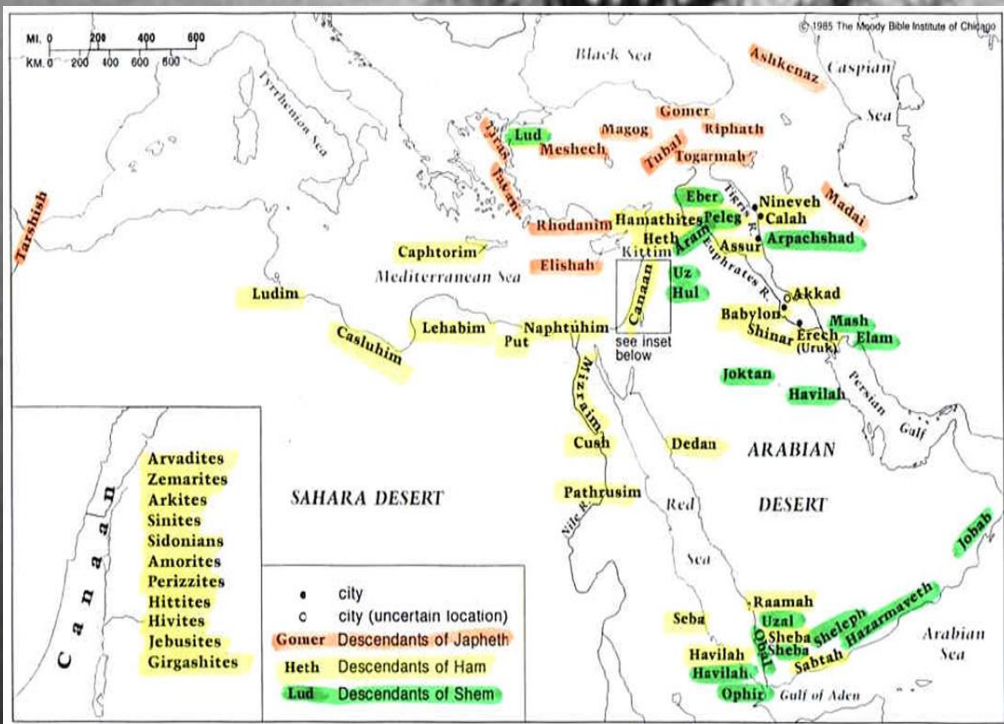 © 1985 The Moody Bible Institute of Chicago
MI. 0 200 400 600
KM. 0 200 400 600 800
Black Sea
Caspian
Sea
Tyrrhenian Sea
Ashkenaz
Gomer
Tiras
Lud
Meshech
Magog
Riphath
Tubal
Togarmah
Javan
Tarshish
Eber
Tigris R.
Nineveh
Calah
Madai
Rhodanim
Hamathites
Peleg
Heth
Aram
Assur
Arpachshad
Caphtorim
Kittim
Mediterranean Sea
Elishah
Uz
Hul
Euphrates R.
Canaan
Akkad
Ludim
Babylon
Shinar
Mash
Elam
Erech
(Uruk)
Casluhim
Lehabim
Put
Naphtuhim
see inset
below
Joktan
Havilah
Persian
Gulf
Mizraim
Cush
Dedan
ARABIAN
DESERT
Pathrusim
Nile R.
Red
Sea
SAHARA DESERT
Jobab
Seba
Raamah
Uzal
Obal
Sheba
Sheba
Sheleph
Hazarmaveth
Sabtah
Havilah
Havilah
Ophir
Gulf of Aden
Arabian
Sea
Canaan
Arvadites
Zemarites
Arkites
Sinites
Sidonians
Amorites
Perizzites
Hittites
Hivites
Jebusites
Girgashites
city
city (uncertain location)
Gomer Descendants of Japheth
Heth Descendants of Ham
Lud Descendants of Shem